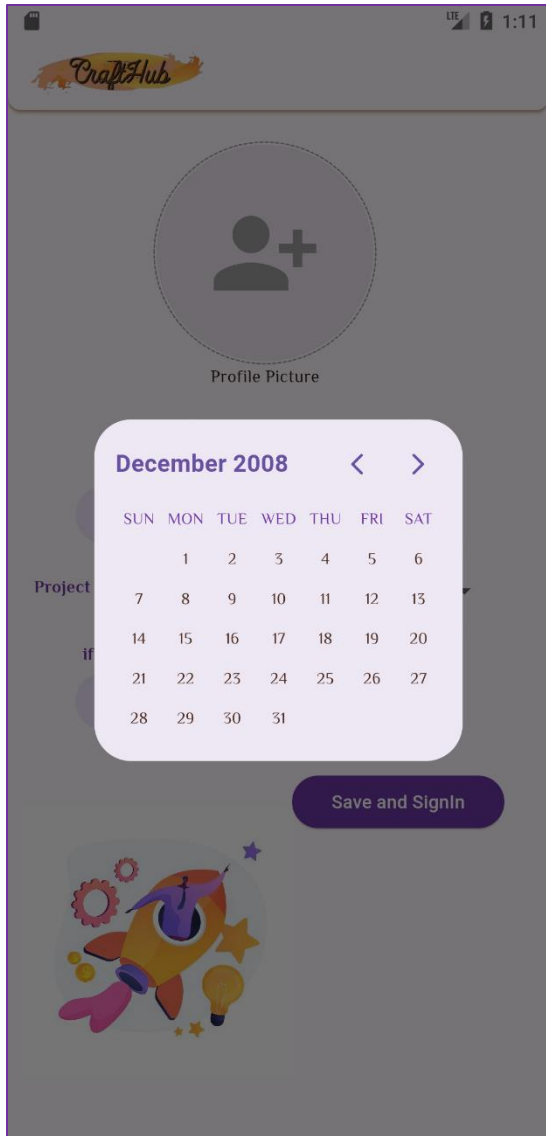 LTE 1:11
CraftHub
Profile Picture
December 2008
SUN MON TUE WED THU FRI SAT
1 2 3 4 5 6
7 8 9 10 11 12 13
14 15 16 17 18 19 20
21 22 23 24 25 26 27
28 29 30 31
Project
if
Save and SignIn